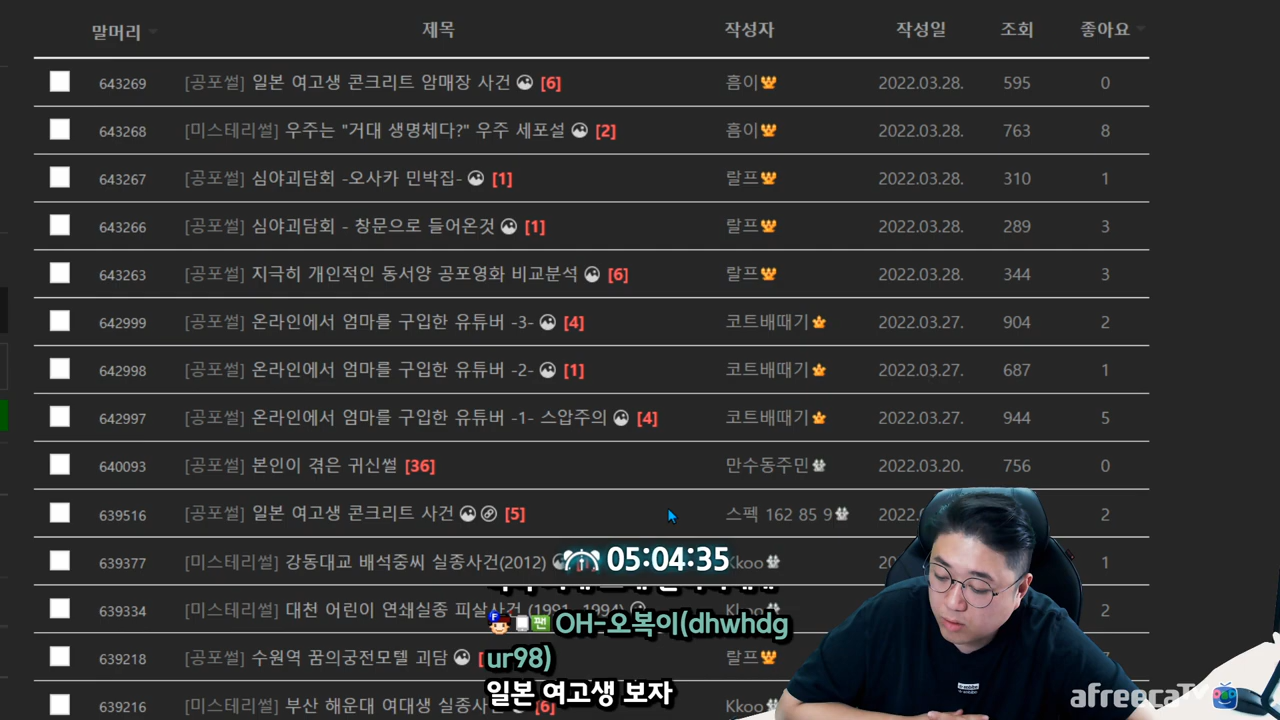 말머리 제목 작성자 작성일 조회 좋아요
643269 [공포썰] 일본 여고생 콘크리트 암매장 사건 [6] 흠이 2022.03.28. 595 0
643268 [미스테리썰] 우주는 "거대 생명체다?" 우주 세포설 [2] 흠이 2022.03.28. 763 8
643267 [공포썰] 심야괴담회 -오사카 민박집- [1] 랄프 2022.03.28. 310 1
643266 [공포썰] 심야괴담회 - 창문으로 들어온것 [1] 랄프 2022.03.28. 289 3
643263 [공포썰] 지극히 개인적인 동서양 공포영화 비교분석 [6] 랄프 2022.03.28. 344 3
642999 [공포썰] 온라인에서 엄마를 구입한 유튜버 -3- [4] 코트배때기 2022.03.27. 904 2
642998 [공포썰] 온라인에서 엄마를 구입한 유튜버 -2- [1] 코트배때기 2022.03.27. 687 1
642997 [공포썰] 온라인에서 엄마를 구입한 유튜버 -1- 스압주의 [4] 코트배때기 2022.03.27. 944 5
640093 [공포썰] 본인이 겪은 귀신썰 [36] 만수동주민 2022.03.20. 756 0
639516 [공포썰] 일본 여고생 콘크리트 사건 [5] 스펙 162 85 9 2
05:04:35
639377 [미스테리썰] 강동대교 배석중씨 실종사건(2012) Kkoo 1
639334 [미스테리썰] 대천 어린이 연쇄실종 피살사건 (1991, 1994) Kkoo 2
OH-오복이(dhwhdg
ur98)
639218 [공포썰] 수원역 꿈의궁전모텔 괴담 랄프
일본 여고생 보자
639216 [미스테리썰] 부산 해운대 여대생 실종사건 [6] Kkoo
afreecaTV